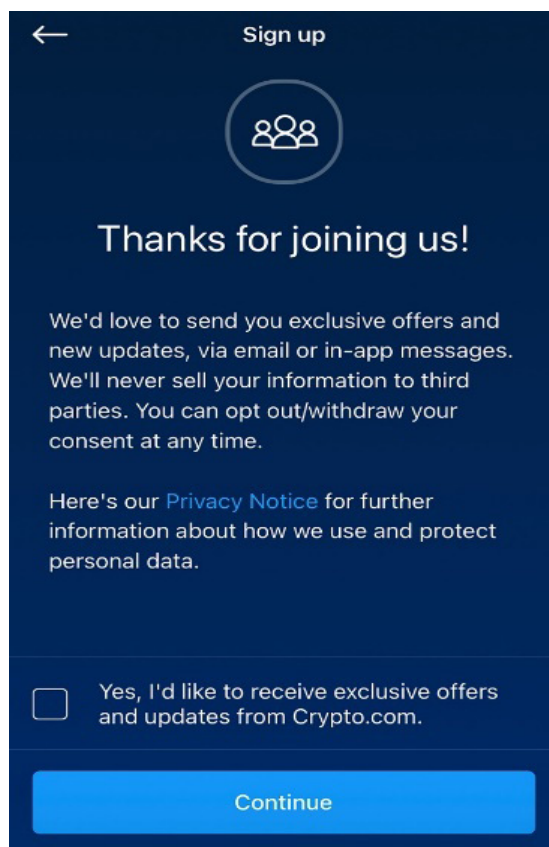 Sign up
Thanks for joining us!
We'd love to send you exclusive offers and
new updates, via email or in-app messages.
We'll never sell your information to third
parties. You can opt out/withdraw your
consent at any time.
Here's our Privacy Notice for further
information about how we use and protect
personal data.
Yes, I'd like to receive exclusive offers
and updates from Crypto.com.
Continue